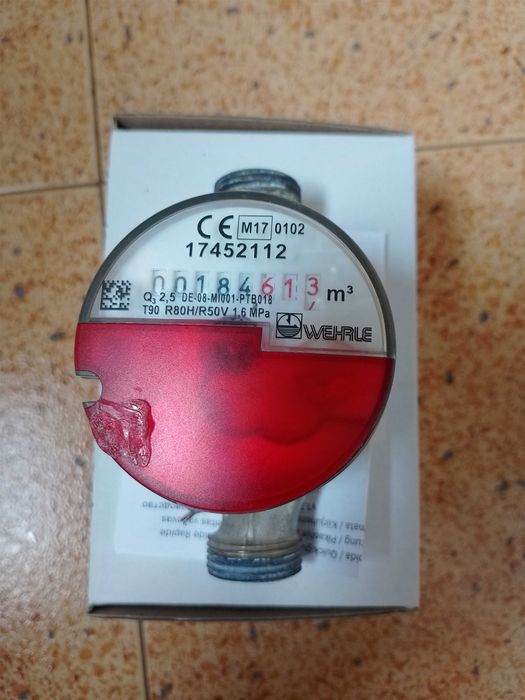 CE M17 0102
17452112
00184613 m³
Q₃ 2,5 DE-08-MI001-PTB018
T90 R80H/R50V 1,6 MPa
WEHRLE